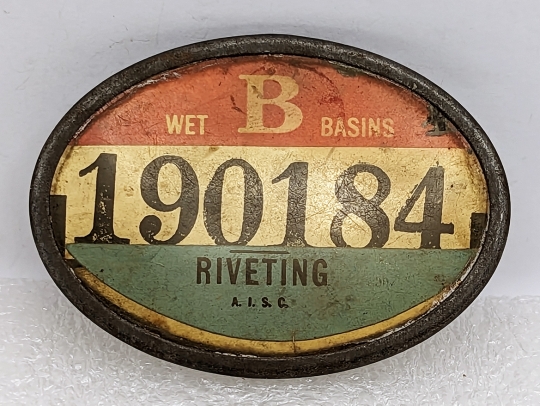 WET B BASINS
190184
RIVETING
A.I.S.C.